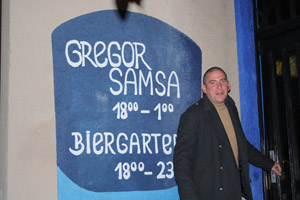 GREGOR
SAMSA
18⁰⁰-1⁰⁰
BIERGARTEN
18⁰⁰-23